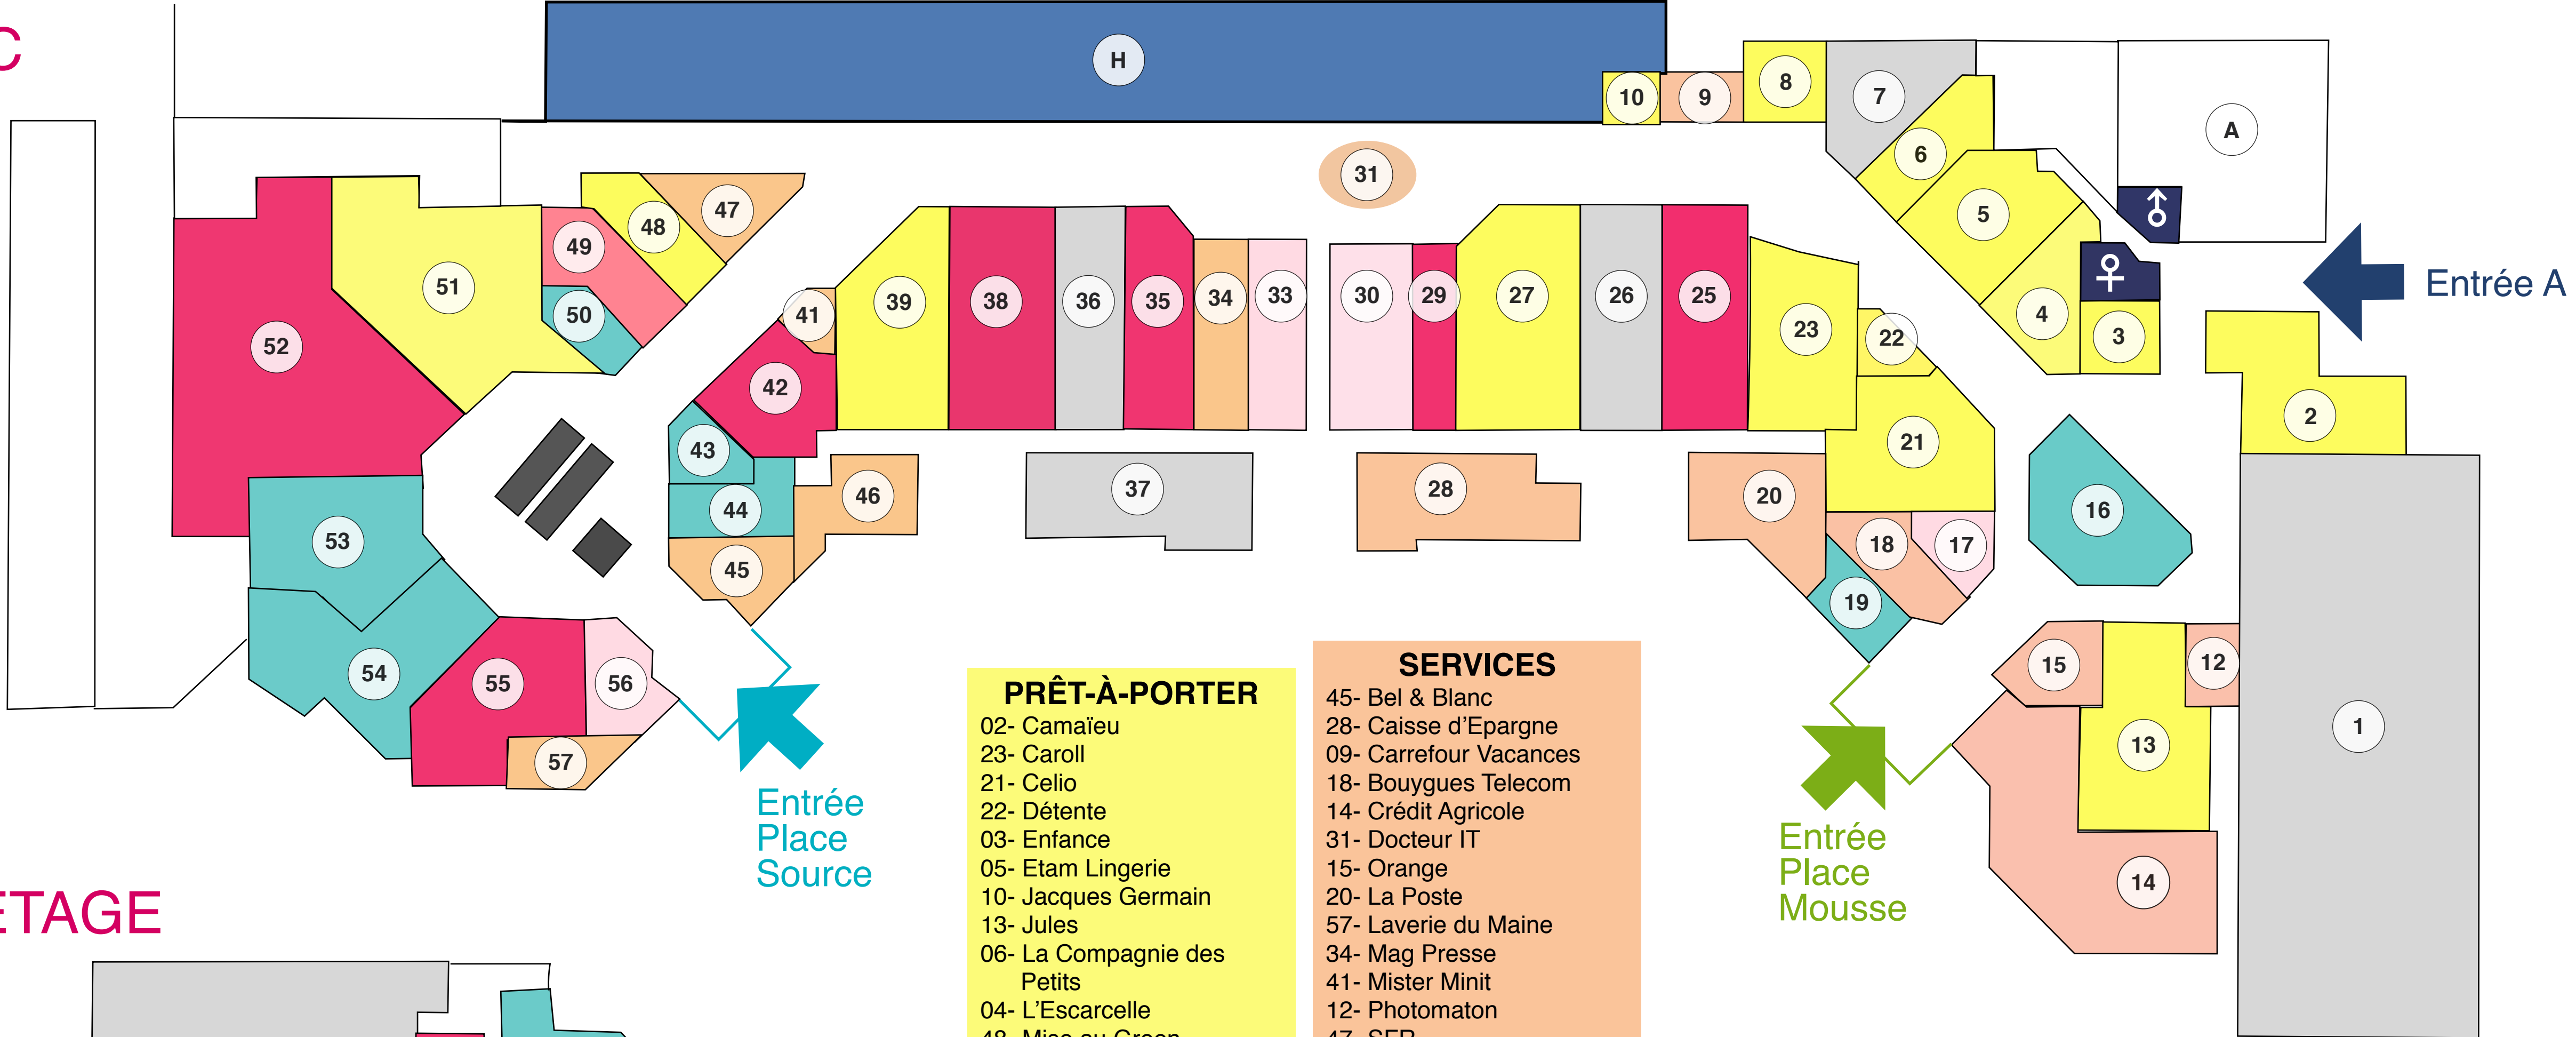 C
H
10
9
8
7
A
6
31
5
47
48
49
51
50
52
41
39
38
36
35
34
33
30
29
27
26
25
23
22
4
3
Entrée A
2
42
43
44
46
45
37
28
20
21
18
17
19
16
53
54
55
56
57
15
12
13
1
14
Entrée
Place
Source
Entrée
Place
Mousse
PRÊT-À-PORTER
02- Camaïeu
23- Caroll
21- Celio
22- Détente
03- Enfance
05- Etam Lingerie
10- Jacques Germain
13- Jules
06- La Compagnie des
Petits
04- L’Escarcelle
48- Mise au Green
SERVICES
45- Bel & Blanc
28- Caisse d’Epargne
09- Carrefour Vacances
18- Bouygues Telecom
14- Crédit Agricole
31- Docteur IT
15- Orange
20- La Poste
57- Laverie du Maine
34- Mag Presse
41- Mister Minit
12- Photomaton
47- SFR
ETAGE